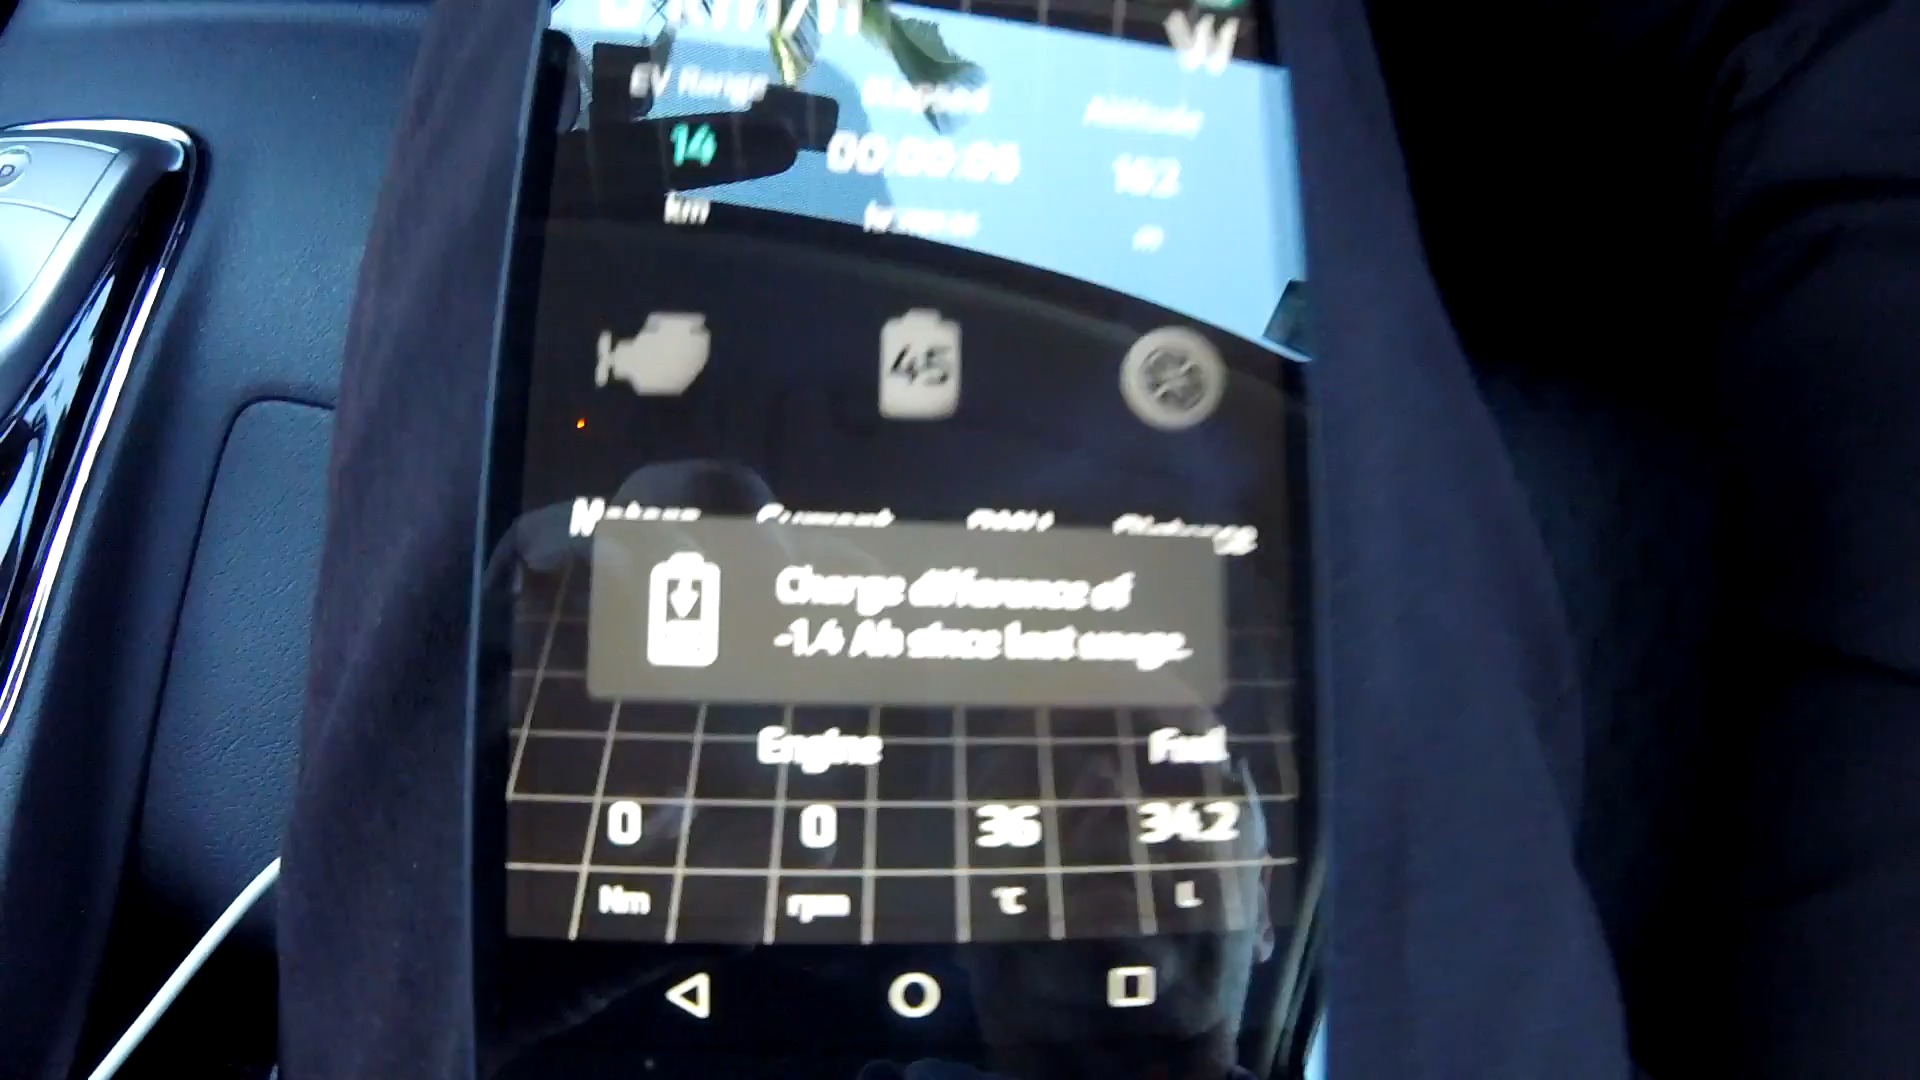 km/h
W
EV Range
Elapsed
Altitude
14
00:00:05
162
km
m
45
Charge difference of
-1.4 Ah since last usage.
Engine
Fuel
0
0
36
34.2
Nm
rpm
℃
L
P